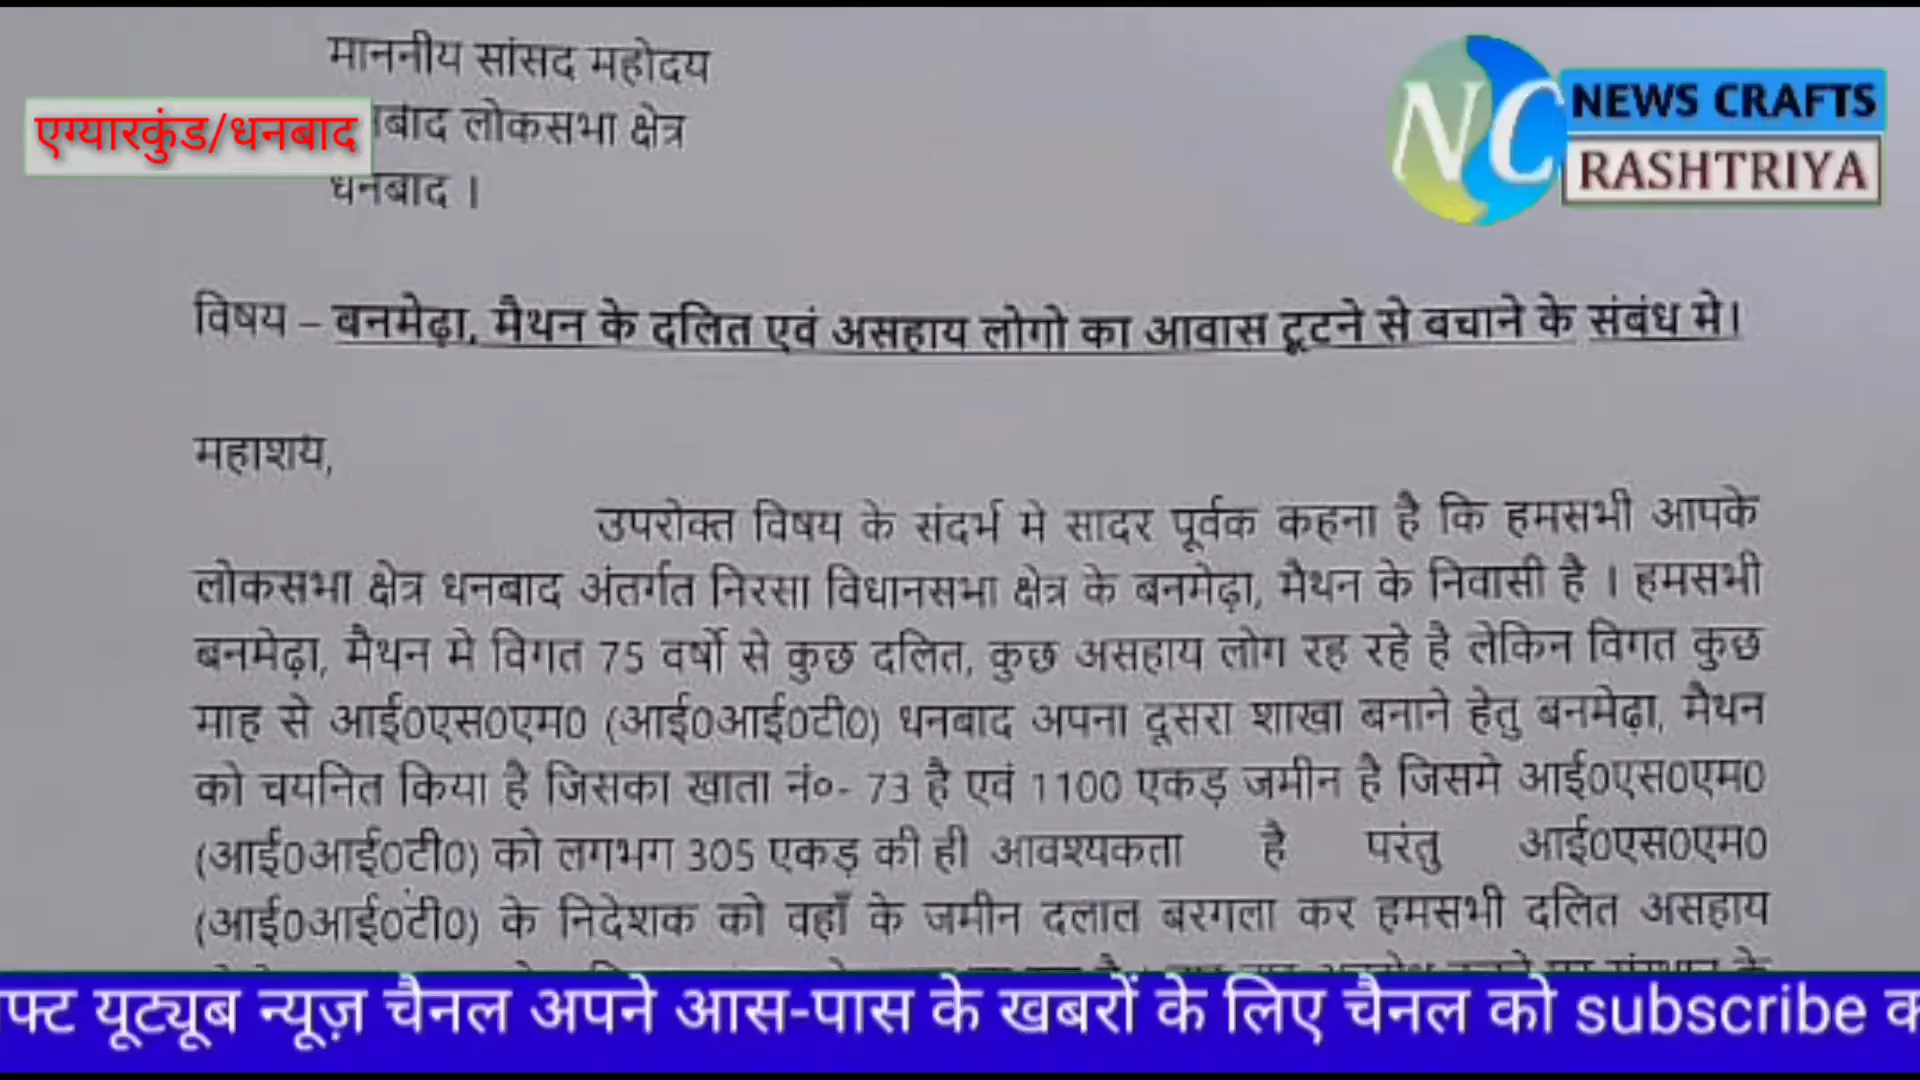 माननीय सांसद महोदय
NEWS CRAFTS
NC
RASHTRIYA
एग्यारकुंड/धनबाद
बाद लोकसभा क्षेत्र
धनबाद ।
विषय – बनमेढ़ा, मैथन के दलित एवं असहाय लोगो का आवास टूटने से बचाने के संबंध मे।
महाशय,
उपरोक्त विषय के संदर्भ मे सादर पूर्वक कहना है कि हमसभी आपके
लोकसभा क्षेत्र धनबाद अंतर्गत निरसा विधानसभा क्षेत्र के बनमेढ़ा, मैथन के निवासी है । हमसभी
बनमेढ़ा, मैथन मे विगत 75 वर्षो से कुछ दलित, कुछ असहाय लोग रह रहे है लेकिन विगत कुछ
माह से आई0एस0एम0 (आई0आई0टी0) धनबाद अपना दूसरा शाखा बनाने हेतु बनमेढ़ा, मैथन
को चयनित किया है जिसका खाता नं०- 73 है एवं 1100 एकड़ जमीन है जिसमे आई0एस0एम0
(आई0आई0टी0) को लगभग 305 एकड़ की ही आवश्यकता है परंतु आई0एस0एम0
(आई0आई0टी0) के निदेशक को वहाँ के जमीन दलाल बरगला कर हमसभी दलित असहाय
फ्ट यूट्यूब न्यूज़ चैनल अपने आस-पास के खबरों के लिए चैनल को subscribe क